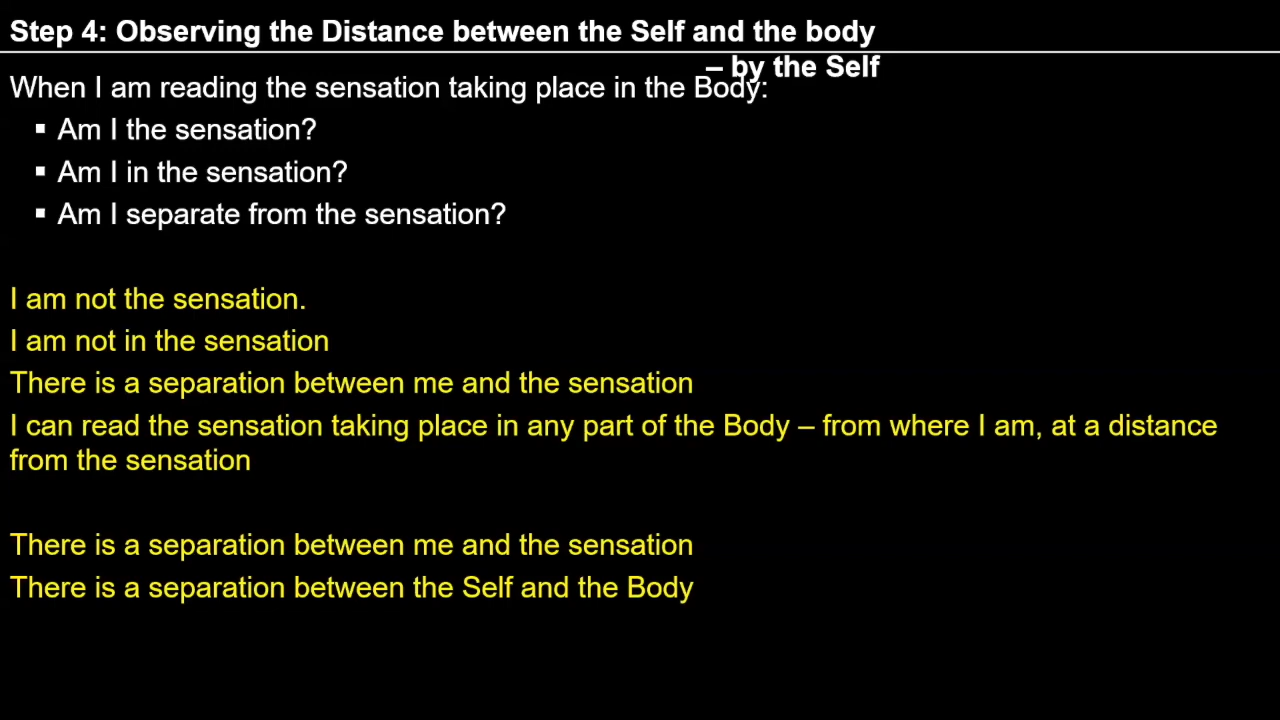 Step 4: Observing the Distance between the Self and the body
– by the Self
When I am reading the sensation taking place in the Body:
▪ Am I the sensation?
▪ Am I in the sensation?
▪ Am I separate from the sensation?
I am not the sensation.
I am not in the sensation
There is a separation between me and the sensation
I can read the sensation taking place in any part of the Body – from where I am, at a distance
from the sensation
There is a separation between me and the sensation
There is a separation between the Self and the Body